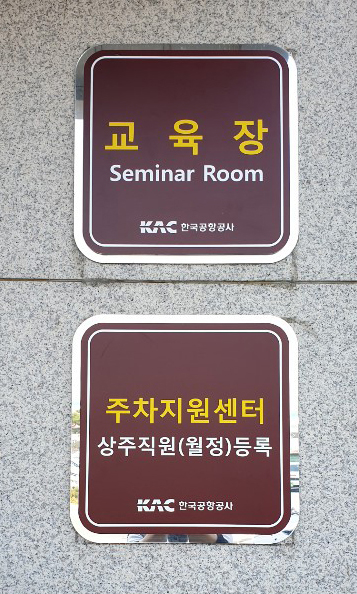 교 육 장
Seminar Room
KAC 한국공항공사
주차지원센터
상주직원(월정)등록
KAC 한국공항공사